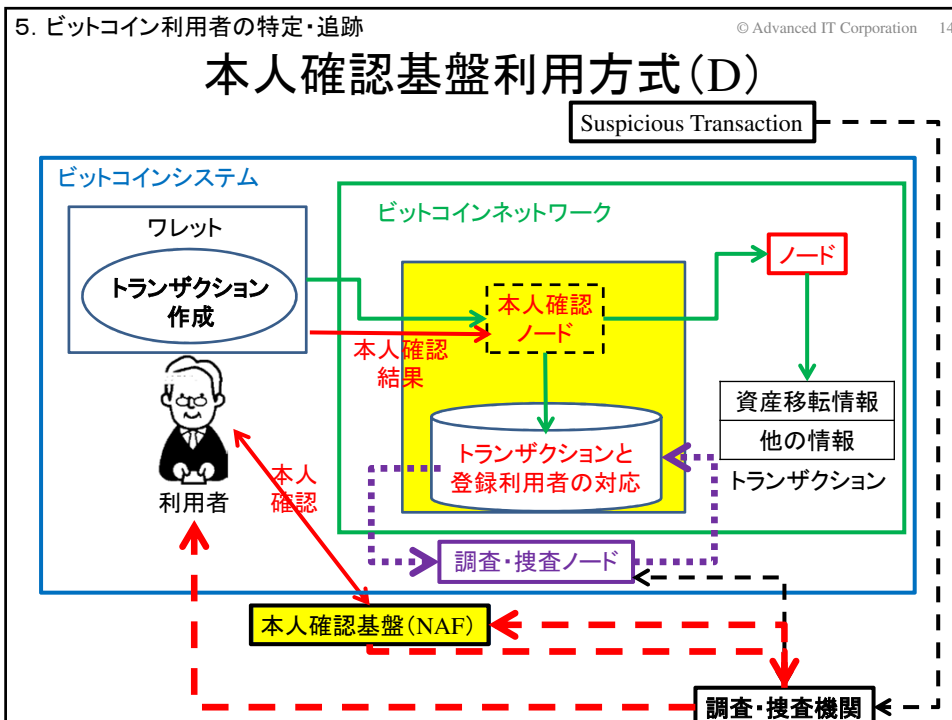 5. ビットコイン利用者の特定・追跡
© Advanced IT Corporation 14
本人確認基盤利用方式(D)
Suspicious Transaction
ビットコインシステム
ビットコインネットワーク
ワレット
トランザクション
作成
本人確認
ノード
ノード
本人確認
結果
資産移転情報
他の情報
トランザクション
トランザクションと
登録利用者の対応
利用者
本人
確認
調査・捜査ノード
本人確認基盤(NAF)
調査・捜査機関